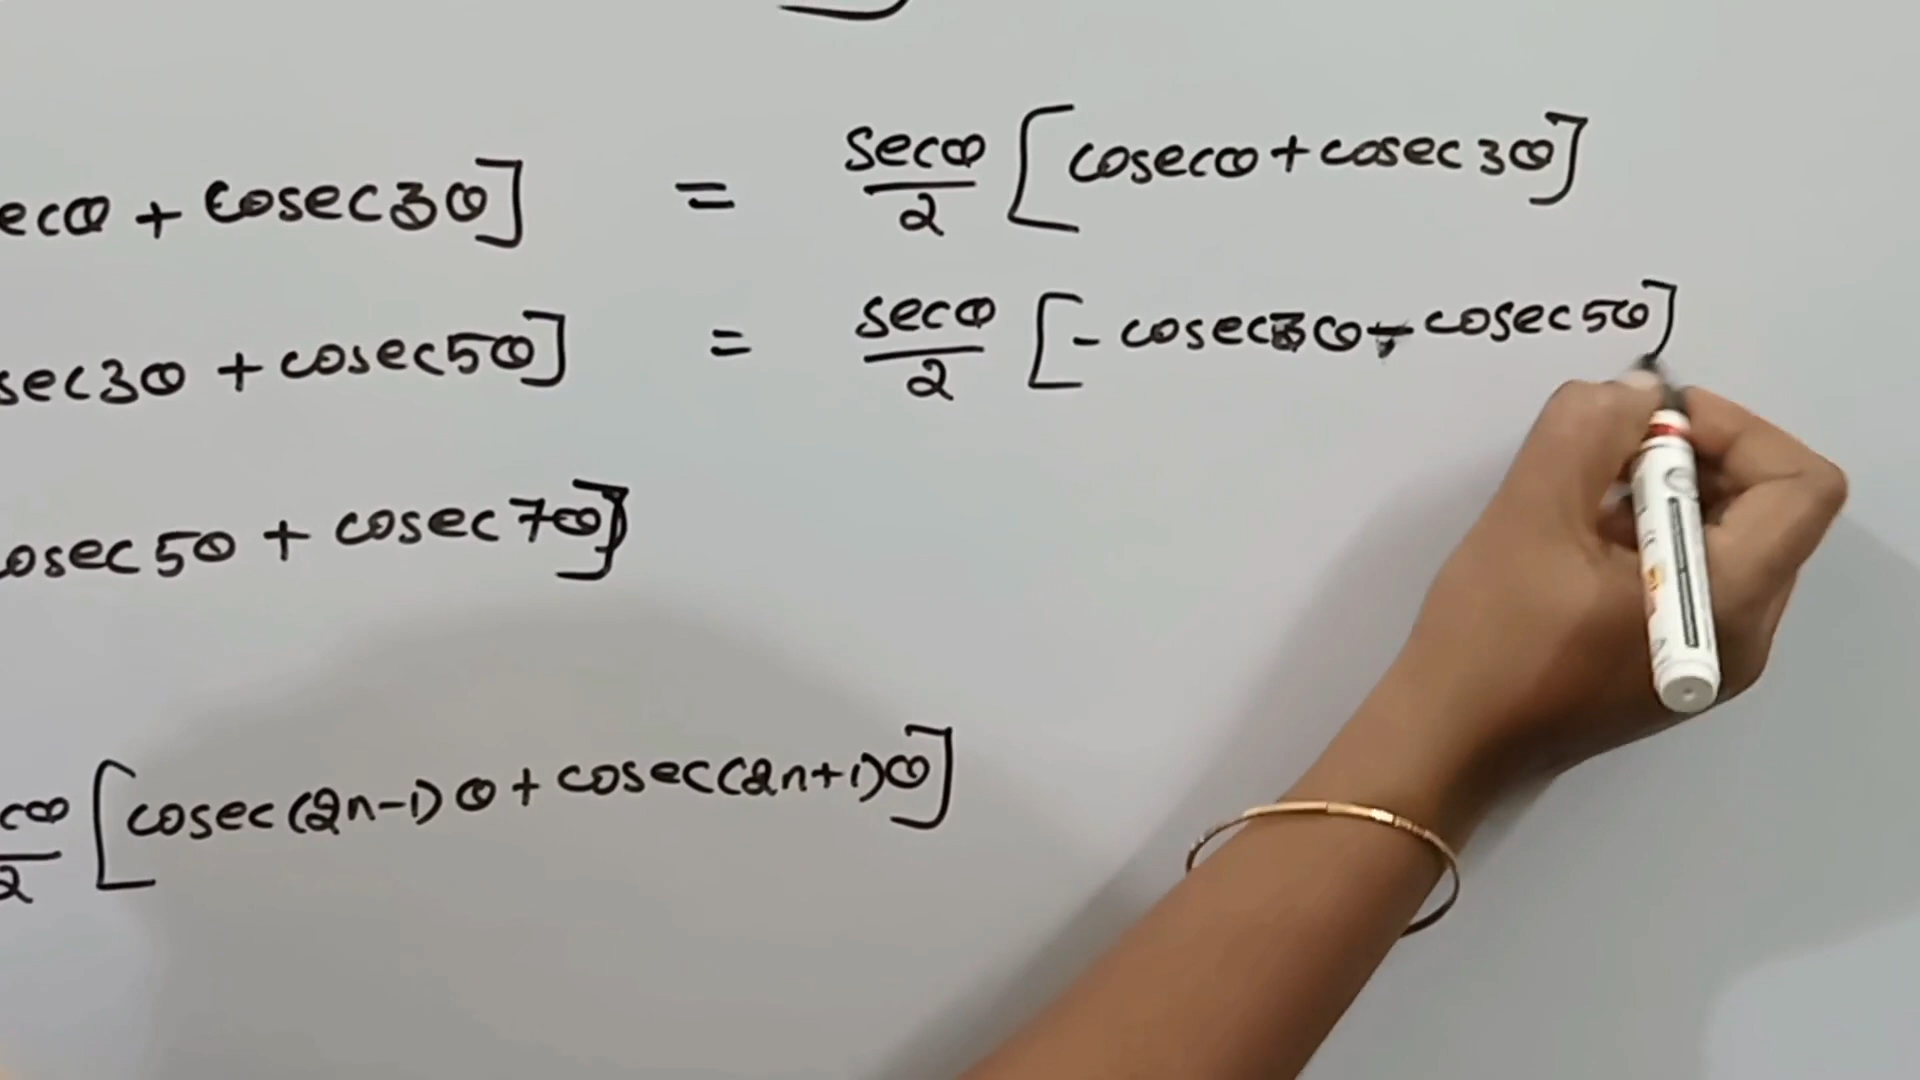 ecθ + cosec3θ] = secθ/2 [cosecθ + cosec3θ]
sec3θ + cosec5θ] = secθ/2 [-cosec3θ - cosec5θ]
osec5θ + cosec7θ]
cθ/2 [cosec(2n-1)θ + cosec(2n+1)θ]